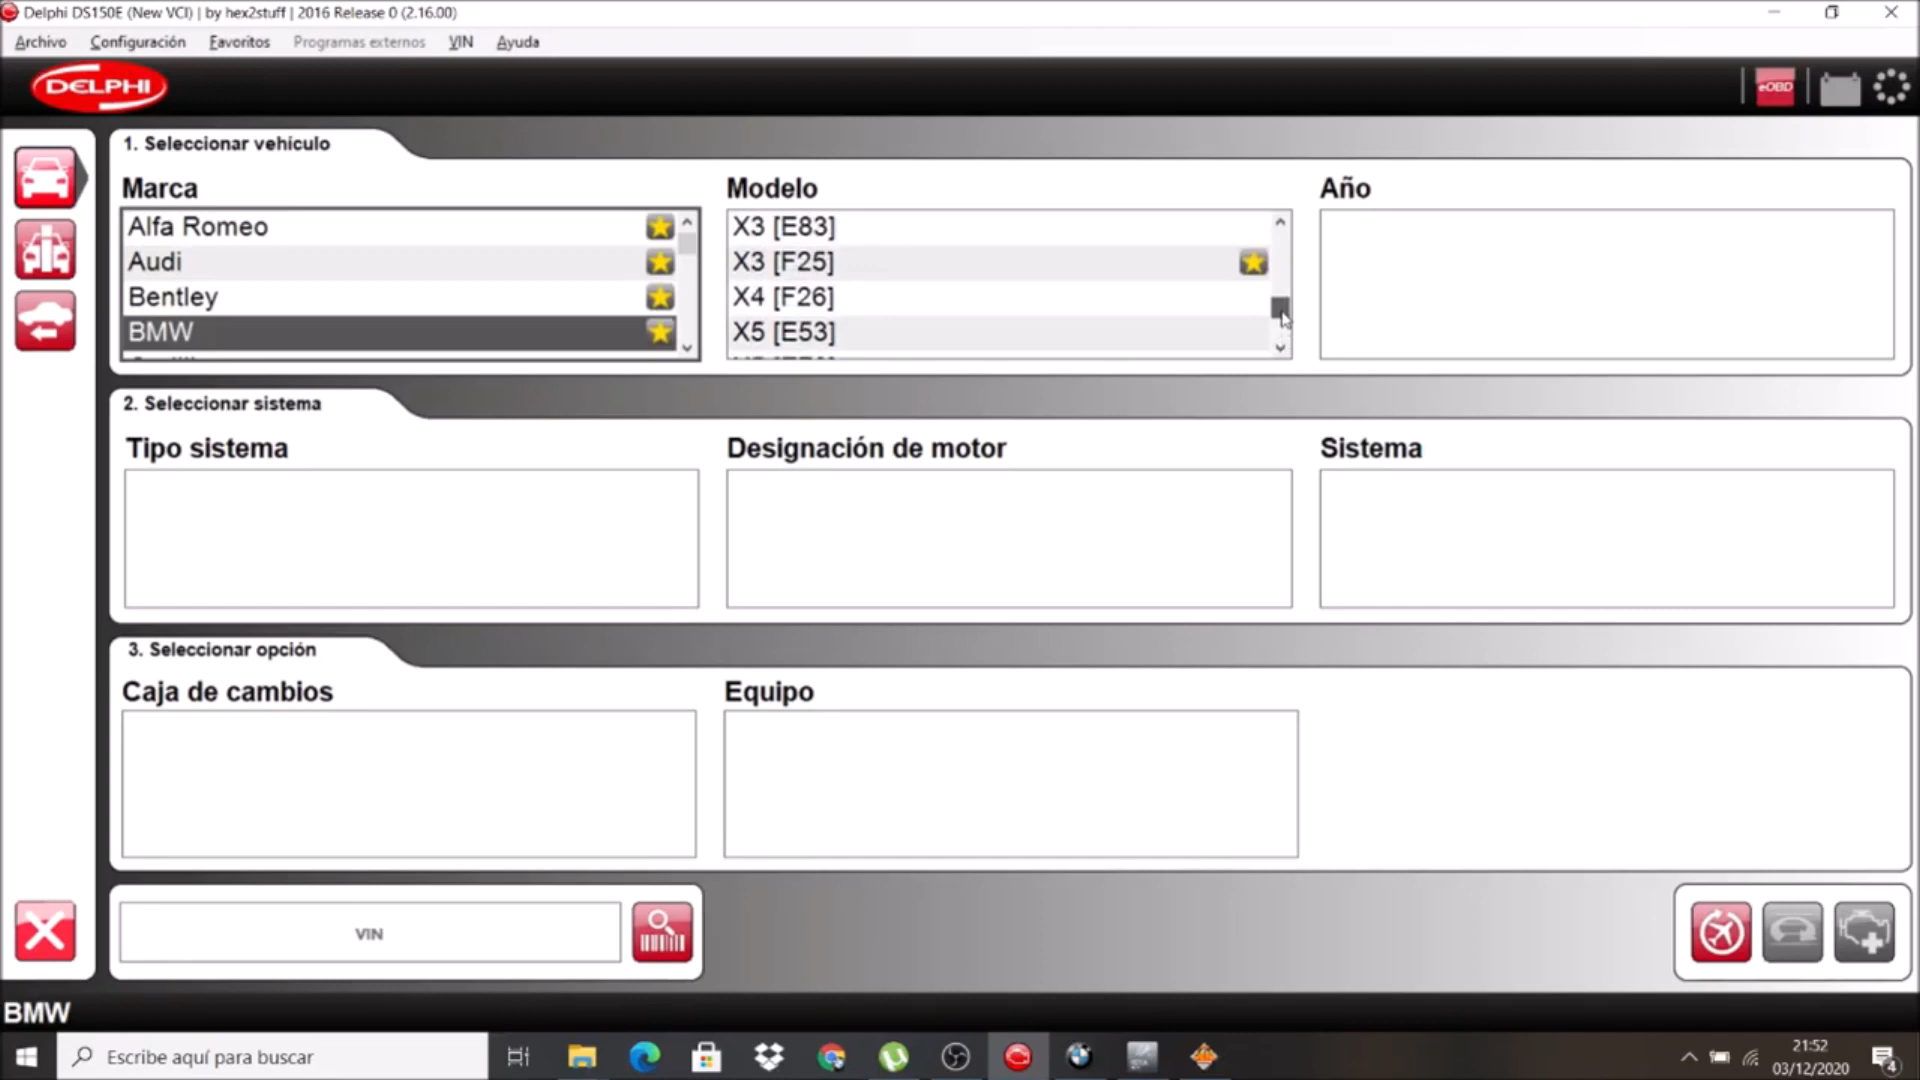 Delphi DS150E (New VCI) | by hex2stuff | 2016 Release 0 (2.16.00)
Archivo Configuración Favoritos Programas externos VIN Ayuda
DELPHI
eOBD
1. Seleccionar vehículo
Marca Modelo Año
Alfa Romeo
Audi
Bentley
BMW
X3 [E83]
X3 [F25]
X4 [F26]
X5 [E53]
2. Seleccionar sistema
Tipo sistema Designación de motor Sistema
3. Seleccionar opción
Caja de cambios Equipo
VIN
BMW
Escribe aquí para buscar
21:52
03/12/2020
4